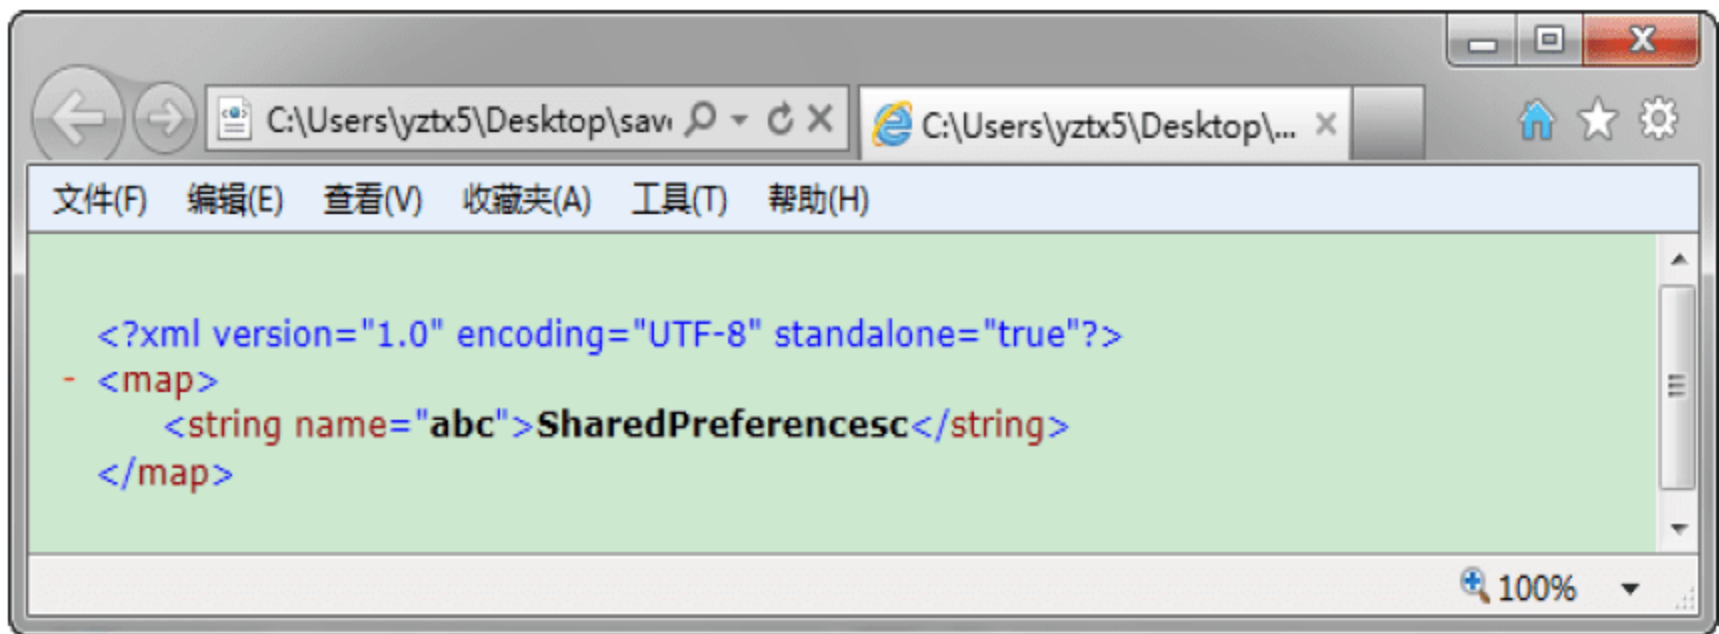 C:\Users\yztx5\Desktop\sav
C:\Users\yztx5\Desktop\...
文件(F) 编辑(E) 查看(V) 收藏夹(A) 工具(T) 帮助(H)
<?xml version="1.0" encoding="UTF-8" standalone="true"?>
- <map>
<string name="abc">SharedPreferencesc</string>
</map>
100%